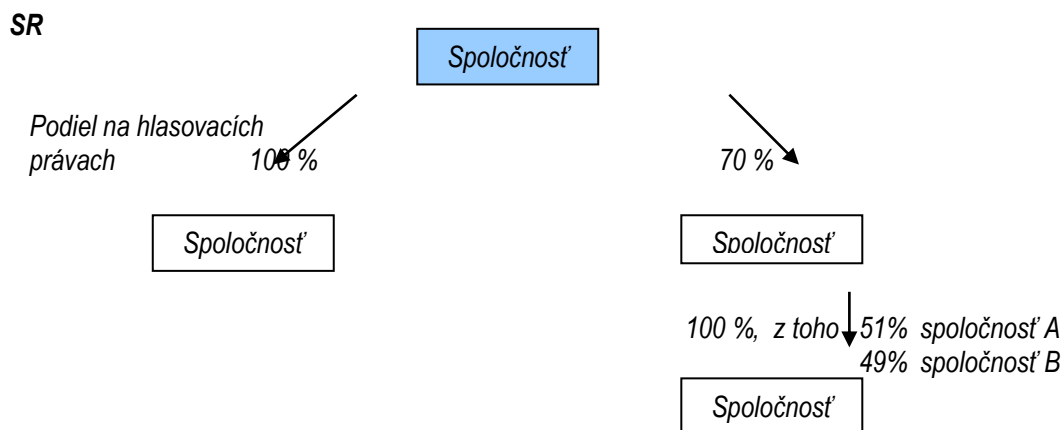 SR
Spoločnosť
Podiel na hlasovacích
právach 100 % 70 %
Spoločnosť Spoločnosť
100 %, z toho 51% spoločnosť A
49% spoločnosť B
Spoločnosť